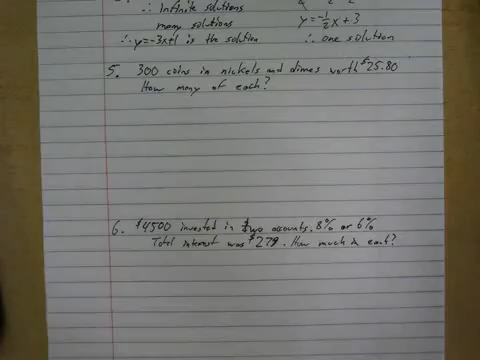 ∴ infinite solutions
many solutions
y = -1/2 x + 3
∴ y=-3x+1 is the solution
∴ one solution
5. 300 coins in nickels and dimes worth $25.80
How many of each?
6. $4500 invested in two accounts, 8% or 6%
Total interest was $279. How much in each?